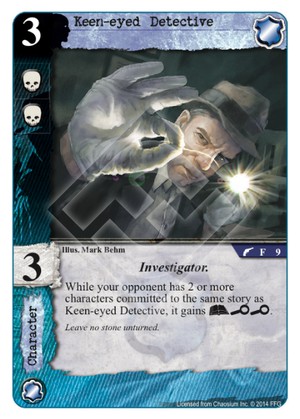 3
Keen-eyed Detective
Illus. Mark Behm
F 9
3
Investigator.
While your opponent has 2 or more
characters committed to the same story as
Keen-eyed Detective, it gains
Leave no stone unturned.
Character
Licensed from Chaosium Inc. © 2014 FFG